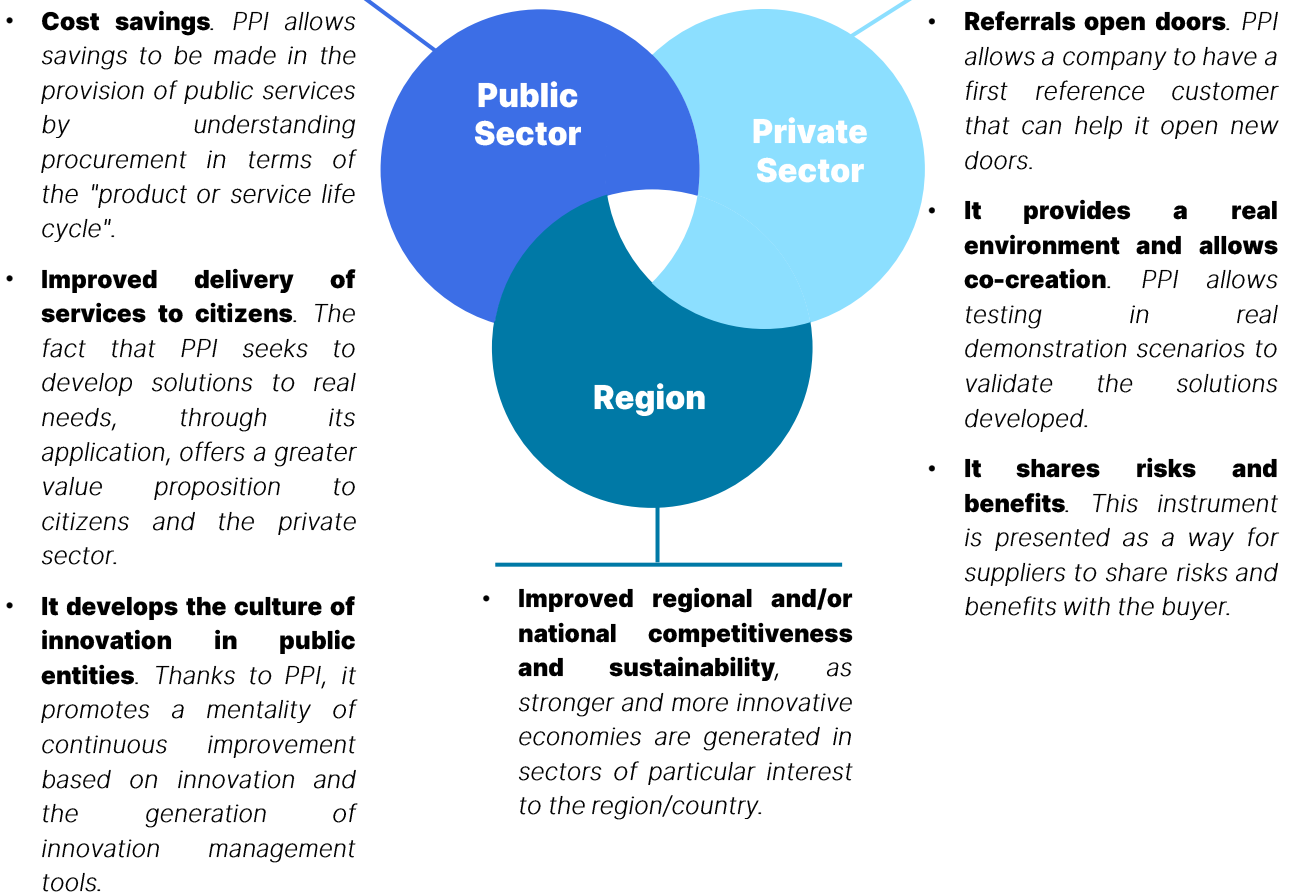 • Cost savings. PPI allows
savings to be made in the
provision of public services
by understanding
procurement in terms of
the "product or service life
cycle".
• Improved delivery of
services to citizens. The
fact that PPI seeks to
develop solutions to real
needs, through its
application, offers a greater
value proposition to
citizens and the private
sector.
• It develops the culture of
innovation in public
entities. Thanks to PPI, it
promotes a mentality of
continuous improvement
based on innovation and
the generation of
innovation management
tools.
Public
Sector
Private
Sector
Region
• Improved regional and/or
national competitiveness
and sustainability, as
stronger and more innovative
economies are generated in
sectors of particular interest
to the region/country.
• Referrals open doors. PPI
allows a company to have a
first reference customer
that can help it open new
doors.
• It provides a real
environment and allows
co-creation. PPI allows
testing in real
demonstration scenarios to
validate the solutions
developed.
• It shares risks and
benefits. This instrument
is presented as a way for
suppliers to share risks and
benefits with the buyer.